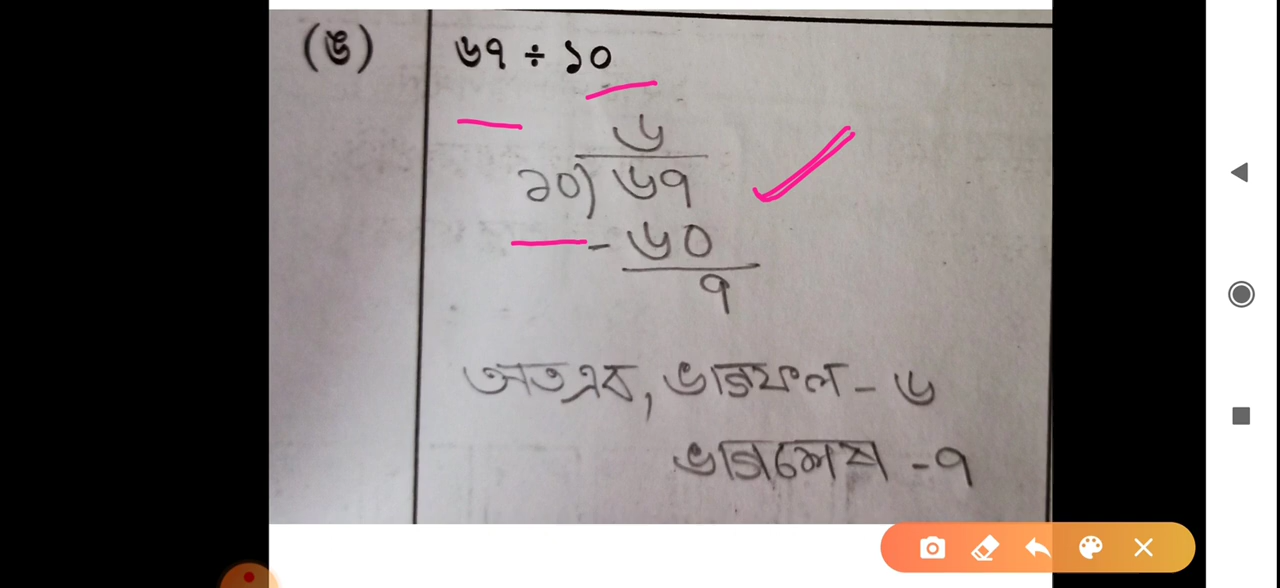 (ঙ) ৬৭ ÷ ১০
৬
১০) ৬৭
- ৬০
৭
অতএব, ভাগফল - ৬
ভাগশেষ - ৭